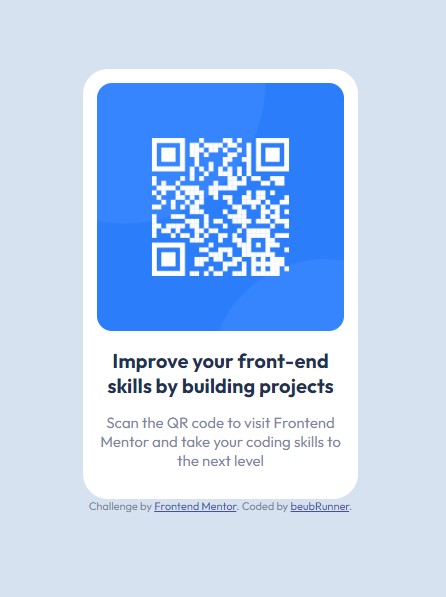 Improve your front-end
skills by building projects
Scan the QR code to visit Frontend
Mentor and take your coding skills to
the next level
Challenge by Frontend Mentor. Coded by beubRunner.